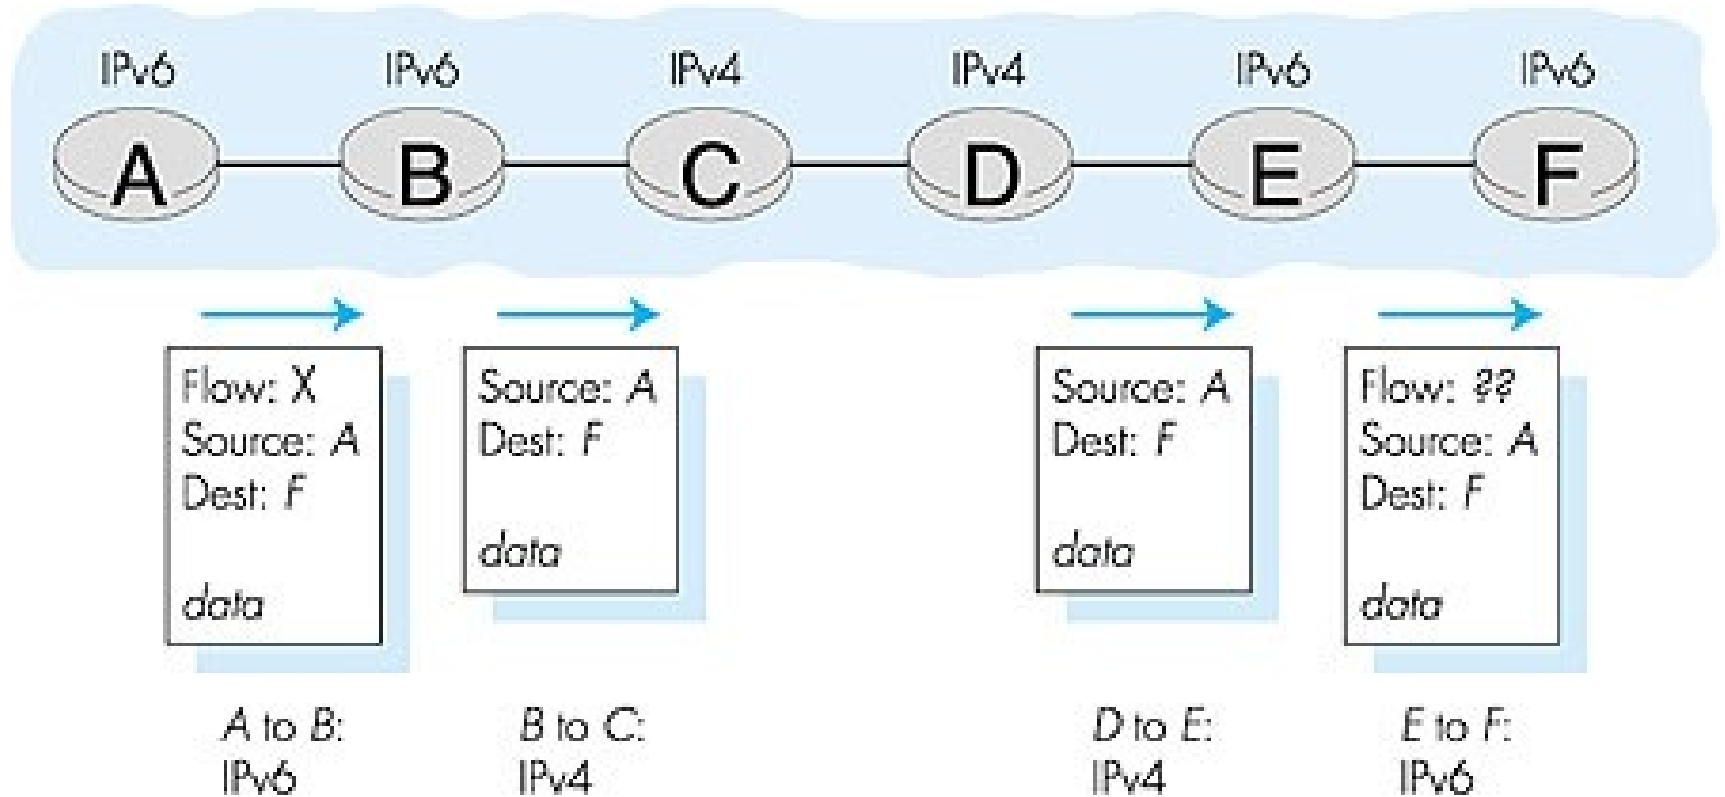 IPv6 IPv6 IPv4 IPv4 IPv6 IPv6
A B C D E F
Flow: X
Source: A
Dest: F
data
Source: A
Dest: F
data
Source: A
Dest: F
data
Flow: ??
Source: A
Dest: F
data
A to B:
IPv6
B to C:
IPv4
D to E:
IPv4
E to F:
IPv6